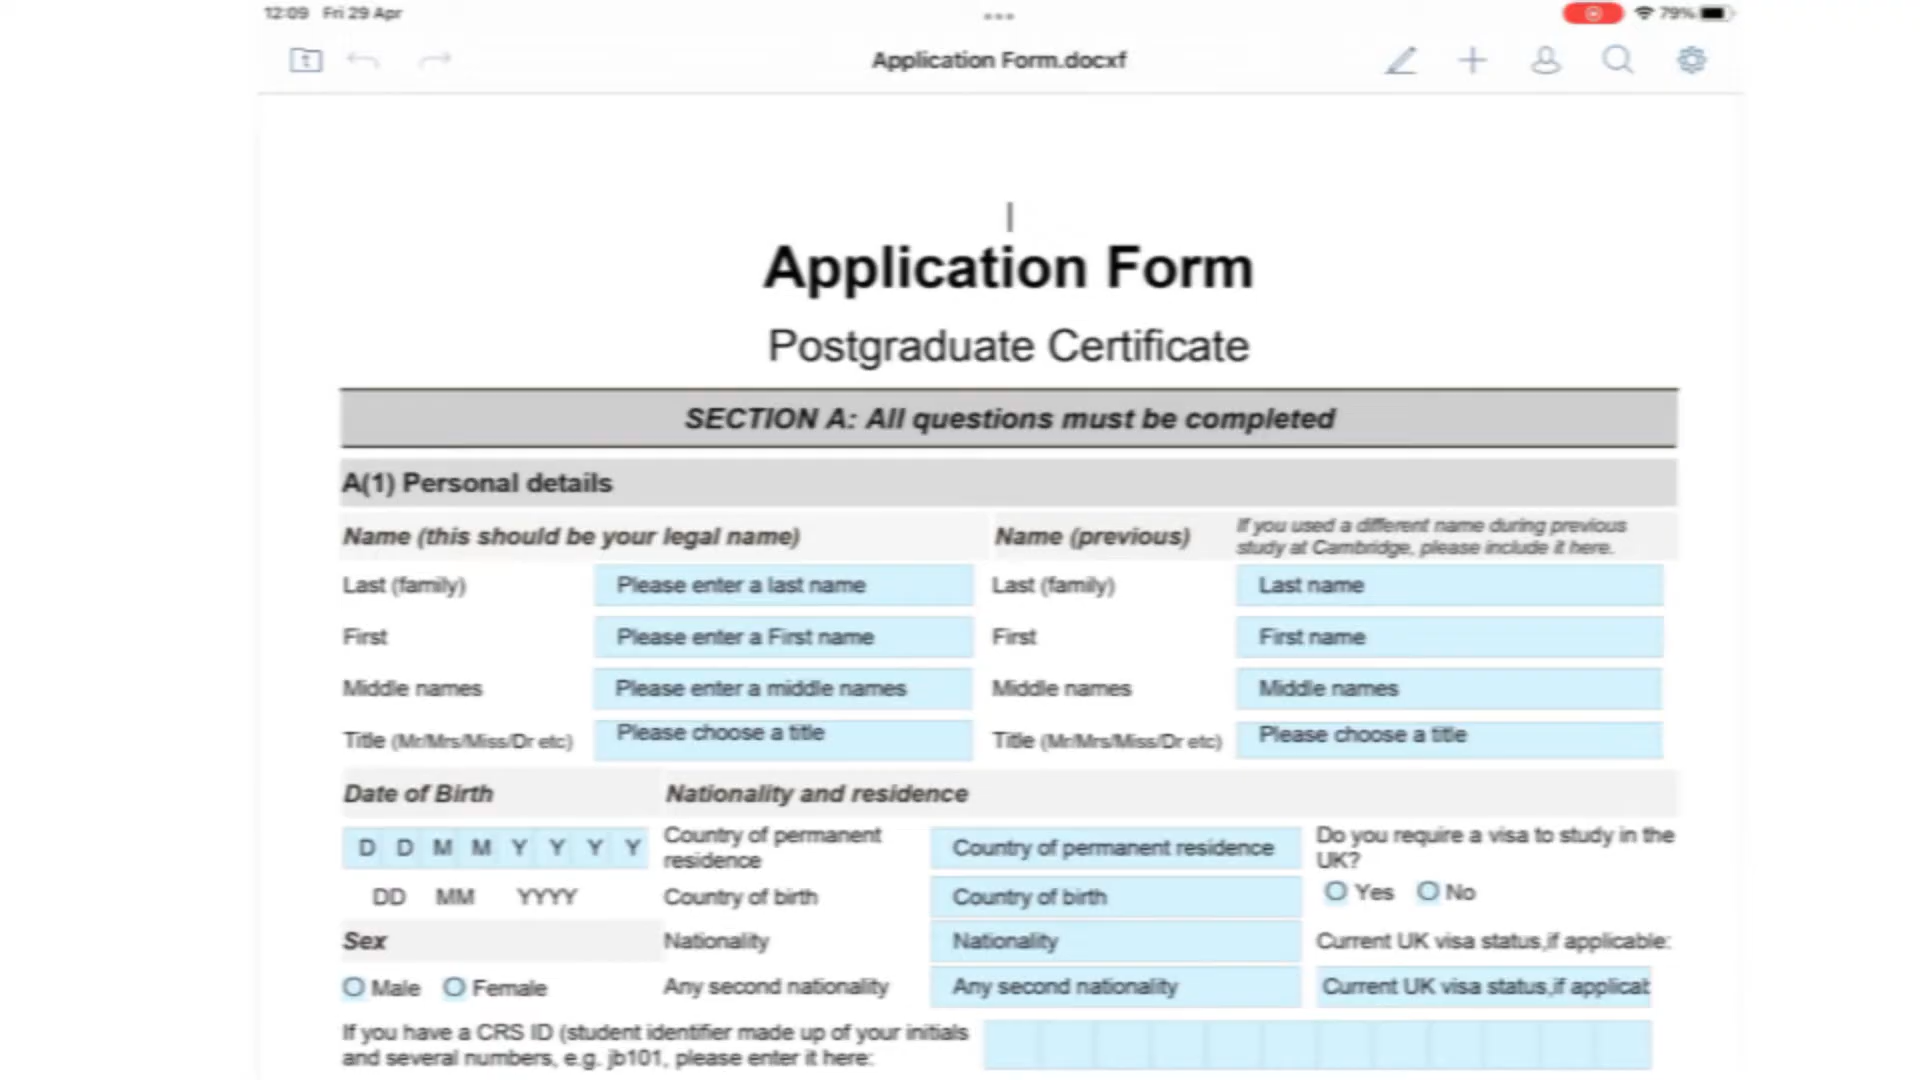 12:09 Fri 29 Apr
79%
Application Form.docxf
Application Form
Postgraduate Certificate
SECTION A: All questions must be completed
A(1) Personal details
Name (this should be your legal name)
Name (previous)
If you used a different name during previous
study at Cambridge, please include it here.
Last (family) Please enter a last name Last (family) Last name
First Please enter a First name First First name
Middle names Please enter a middle names Middle names Middle names
Title (Mr/Mrs/Miss/Dr etc) Please choose a title Title (Mr/Mrs/Miss/Dr etc) Please choose a title
Date of Birth Nationality and residence
D D M M Y Y Y Y
DD MM YYYY
Country of permanent
residence
Country of permanent residence
Do you require a visa to study in the
UK?
Yes No
Country of birth Country of birth
Sex
Nationality Nationality
Current UK visa status,if applicable:
Male Female
Any second nationality Any second nationality
Current UK visa status,if applicat
If you have a CRS ID (student identifier made up of your initials
and several numbers, e.g. jb101, please enter it here: